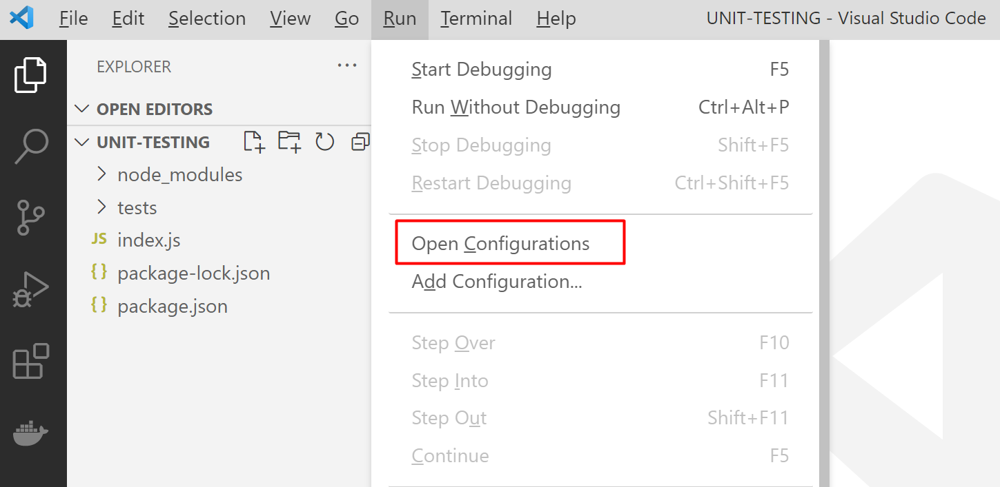 File Edit Selection View Go Run Terminal Help UNIT-TESTING - Visual Studio Code
EXPLORER
OPEN EDITORS
UNIT-TESTING
node_modules
tests
JS index.js
{} package-lock.json
{} package.json
Start Debugging F5
Run Without Debugging Ctrl+Alt+P
Stop Debugging Shift+F5
Restart Debugging Ctrl+Shift+F5
Open Configurations
Add Configuration...
Step Over F10
Step Into F11
Step Out Shift+F11
Continue F5